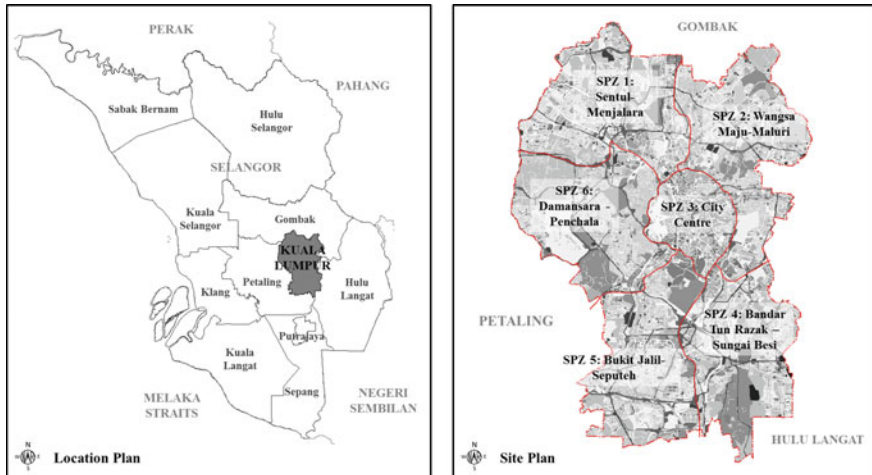 PERAK
PAHANG
Sabak Bernam
Hulu
Selangor
SELANGOR
Kuala
Selangor
Gombak
KUALA
LUMPUR
Petaling
Hulu
Langat
Klang
Putrajaya
Kuala
Langat
Sepang
MELAKA
STRAITS
NEGERI
SEMBILAN
N
W
E
S
Location Plan
GOMBAK
SPZ 1:
Sentul-
Menjalara
SPZ 2: Wangsa
Maju-Maluri
SPZ 6:
Damansara
Penchala
SPZ 3: City
Centre
PETALING
SPZ 4: Bandar
Tun Razak –
Sungai Besi
SPZ 5: Bukit Jalil-
Seputeh
HULU LANGAT
N
W
E
S
Site Plan